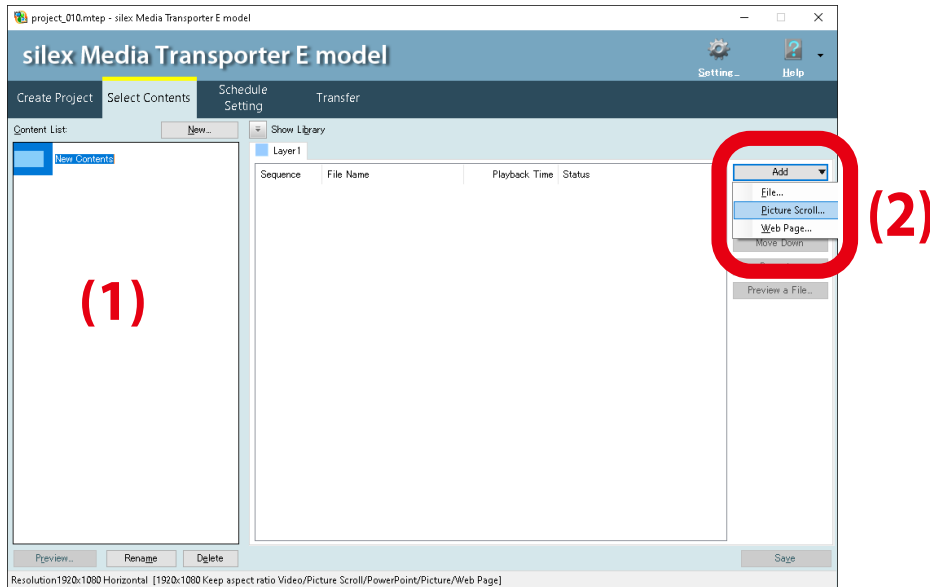 project_010.mtep - silex Media Transporter E model
silex Media Transporter E model
Setting...
Help
Create Project
Select Contents
Schedule
Setting
Transfer
Content List:
New...
Show Library
New Contents
Layer1
Sequence
File Name
Playback Time
Status
Add
File...
Picture Scroll...
Web Page...
Move Down
Preview a File...
(1)
(2)
Preview...
Rename
Delete
Save
Resolution1920x1080 Horizontal [1920x1080 Keep aspect ratio Video/Picture Scroll/PowerPoint/Picture/Web Page]